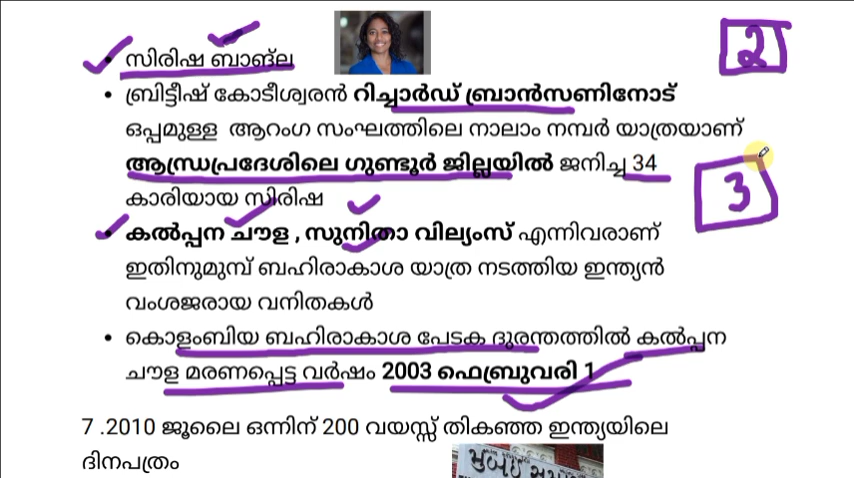 സിരിഷ ബാങ്ല
2
ബ്രിട്ടീഷ് കോടീശ്വരൻ റിച്ചാർഡ് ബ്രാൻസണിനോട്
ഒപ്പമുള്ള ആറംഗ സംഘത്തിലെ നാലാം നമ്പർ യാത്രയാണ്
ആന്ധ്രപ്രദേശിലെ ഗുണ്ടൂർ ജില്ലയിൽ ജനിച്ച 34
3
കാരിയായ സിരിഷ
കൽപ്പന ചൗള , സുനിതാ വില്യംസ് എന്നിവരാണ്
ഇതിനുമുമ്പ് ബഹിരാകാശ യാത്ര നടത്തിയ ഇന്ത്യൻ
വംശജരായ വനിതകൾ
കൊളംബിയ ബഹിരാകാശ പേടക ദുരന്തത്തിൽ കൽപ്പന
ചൗള മരണപ്പെട്ട വർഷം 2003 ഫെബ്രുവരി 1
7 .2010 ജൂലൈ ഒന്നിന് 200 വയസ്സ് തികഞ്ഞ ഇന്ത്യയിലെ
ദിനപത്രം